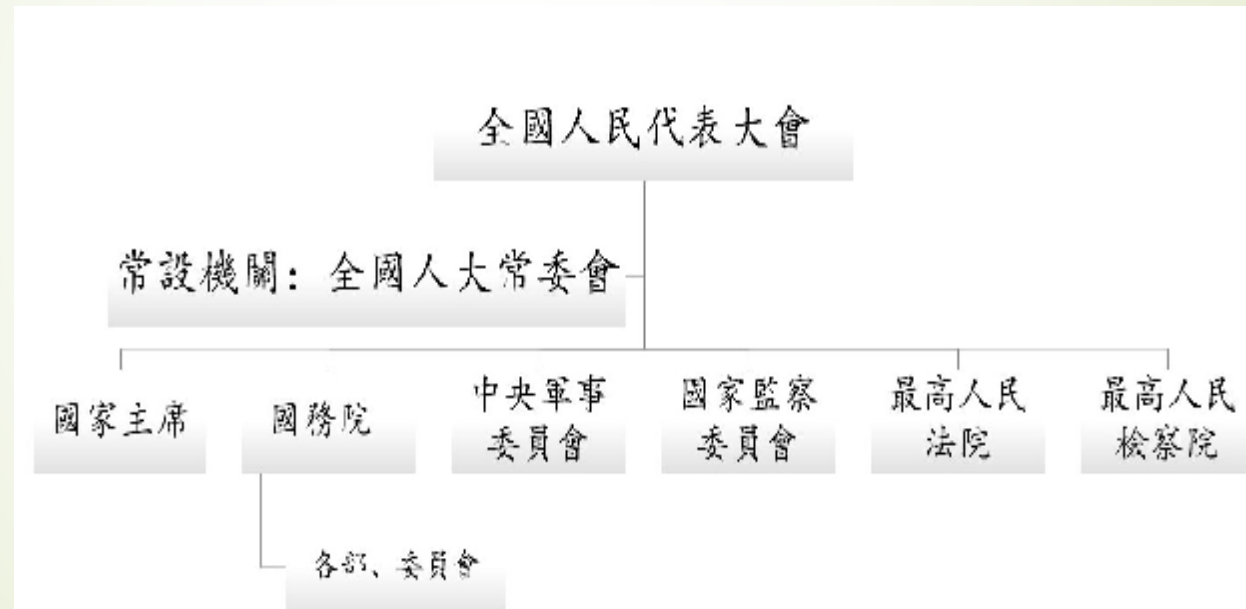 全國人民代表大會
常設機關：全國人大常委會
國家主席
國務院
中央軍事
委員會
國家監察
委員會
最高人民
法院
最高人民
檢察院
各部、委員會